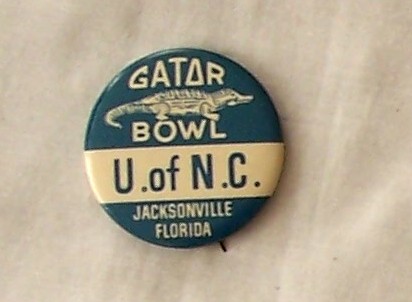 GATOR
BOWL
U.of N.C.
JACKSONVILLE
FLORIDA